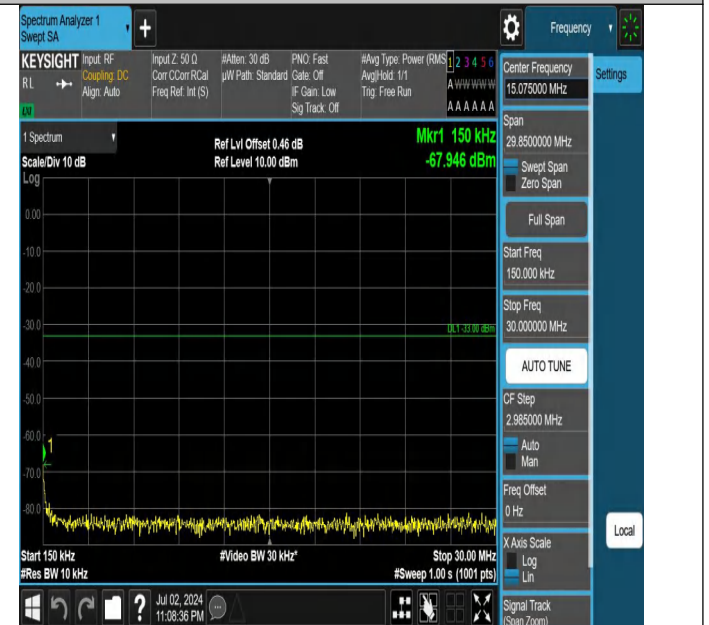 Spectrum Analyzer 1
Swept SA
+
Frequency
KEYSIGHT
RL
LXI
Input: RF
Coupling: DC
Align: Auto
Input Z: 50 Ω
Corr CCorr RCal
Freq Ref: Int (S)
#Atten: 30 dB
µW Path: Standard
PNO: Fast
Gate: Off
IF Gain: Low
Sig Track: Off
#Avg Type: Power (RMS
Avg|Hold: 1/1
Trig: Free Run
1 2 3 4 5 6
A W W W W W
A A A A A A
1 Spectrum
Scale/Div 10 dB
Log
Ref Lvl Offset 0.46 dB
Ref Level 10.00 dBm
Mkr1 150 kHz
-67.946 dBm
0.00
-10.0
-20.0
-30.0
DL1 -33.00 dBm
-40.0
-50.0
-60.0
1
-70.0
-80.0
Start 150 kHz
#Video BW 30 kHz*
Stop 30.00 MHz
#Res BW 10 kHz
#Sweep 1.00 s (1001 pts)
Center Frequency
15.075000 MHz
Settings
Span
29.8500000 MHz
Swept Span
Zero Span
Full Span
Start Freq
150.000 kHz
Stop Freq
30.000000 MHz
AUTO TUNE
CF Step
2.985000 MHz
Auto
Man
Freq Offset
0 Hz
X Axis Scale
Log
Lin
Local
Signal Track
(Span Zoom)
?
Jul 02, 2024
11:08:36 PM